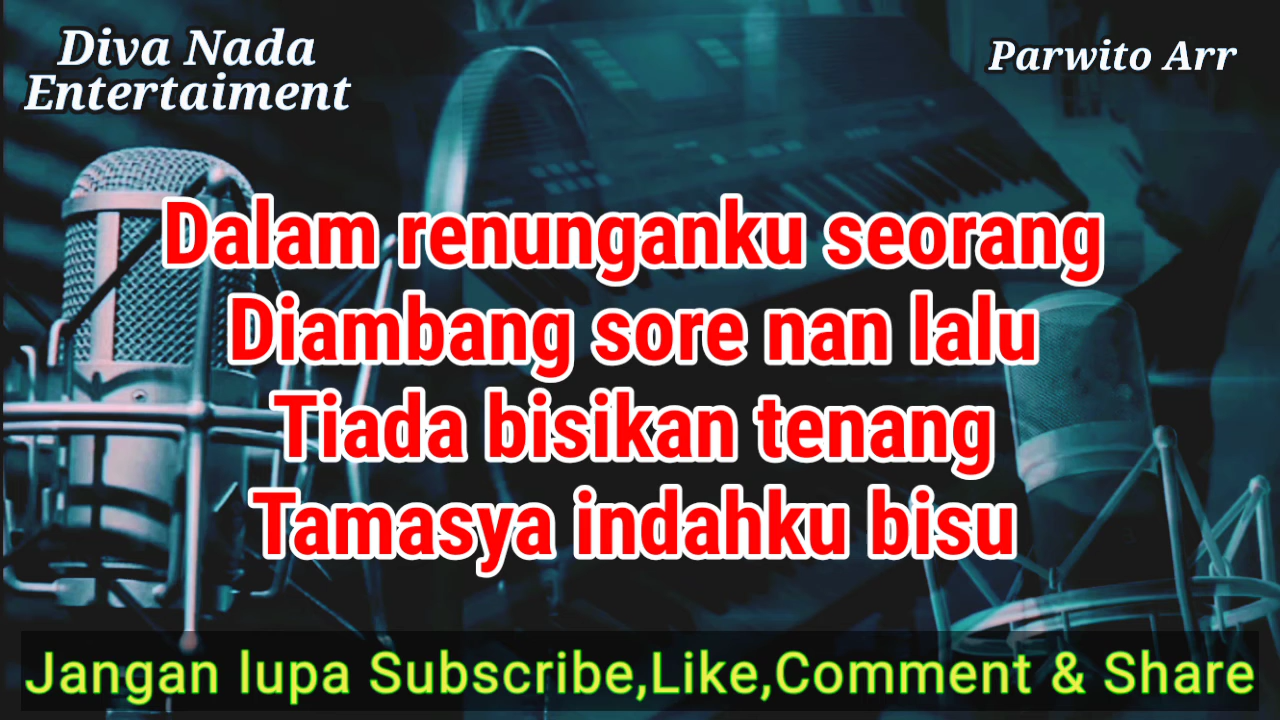 Diva Nada
Entertaiment
Parwito Arr
Dalam renunganku seorang
Diambang sore nan lalu
Tiada bisikan tenang
Tamasya indahku bisu
Jangan lupa Subscribe,Like,Comment & Share